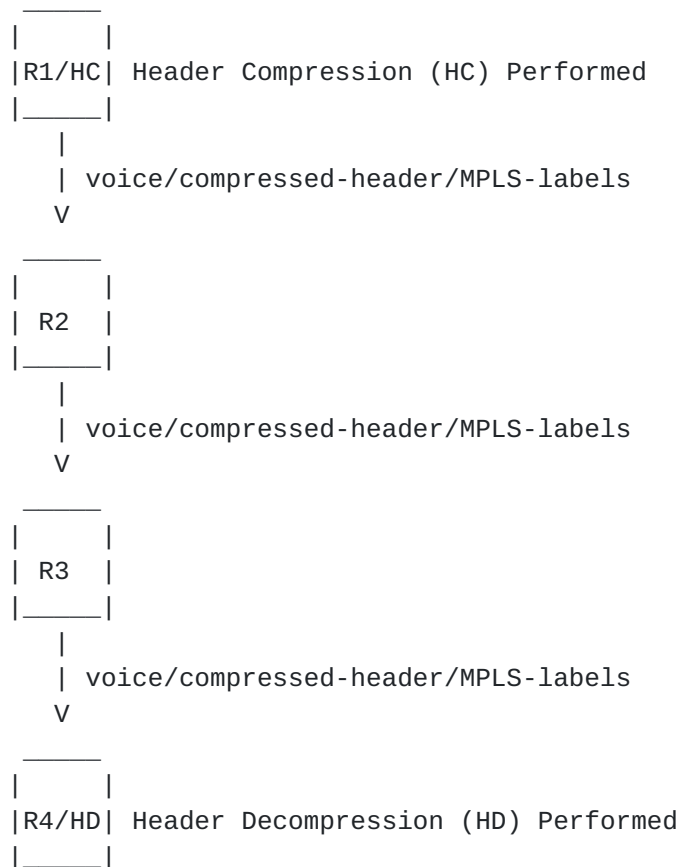 R1/HC Header Compression (HC) Performed
voice/compressed-header/MPLS-labels
V
R2
voice/compressed-header/MPLS-labels
V
R3
voice/compressed-header/MPLS-labels
V
R4/HD Header Decompression (HD) Performed